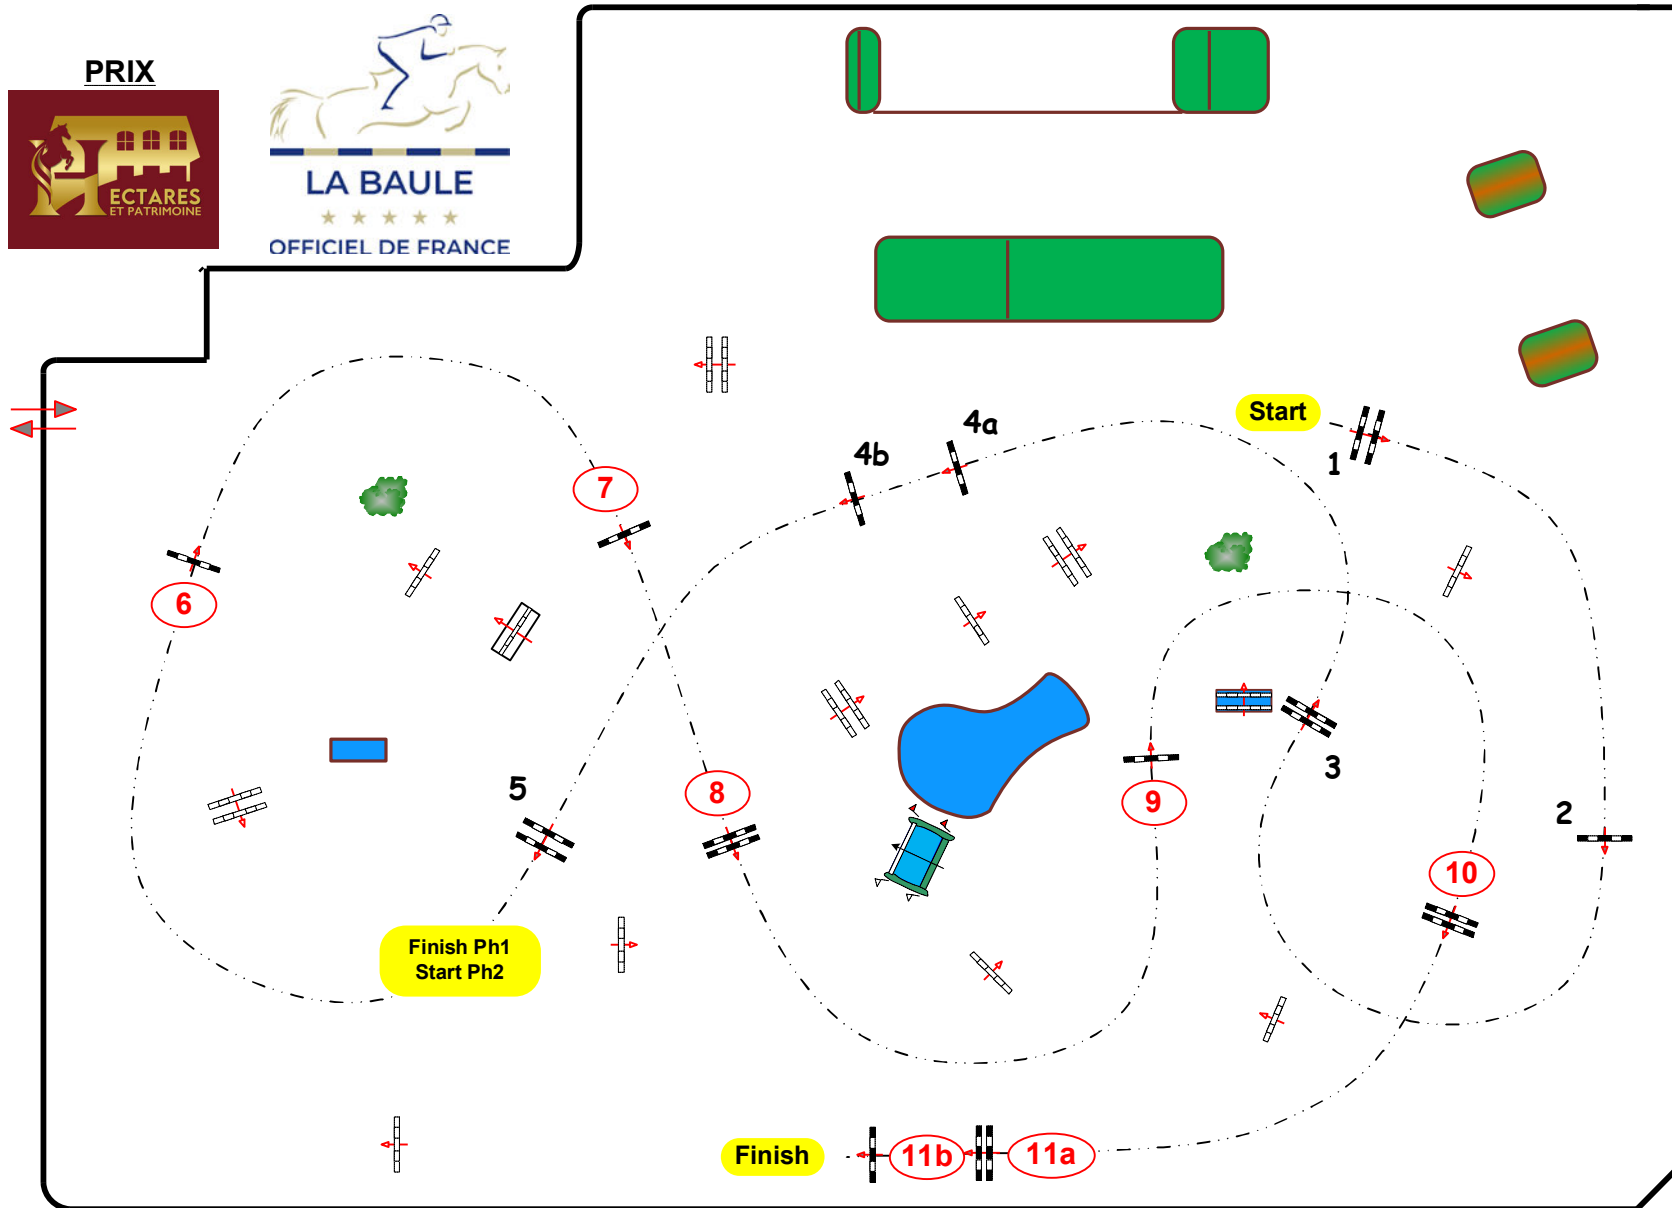 PRIX
H
ECTARES
ET PATRIMOINE
LA BAULE
OFFICIEL DE FRANCE
Start
1
4a
4b
7
6
3
5
8
9
2
10
Finish Ph1
Start Ph2
Finish
11b
11a